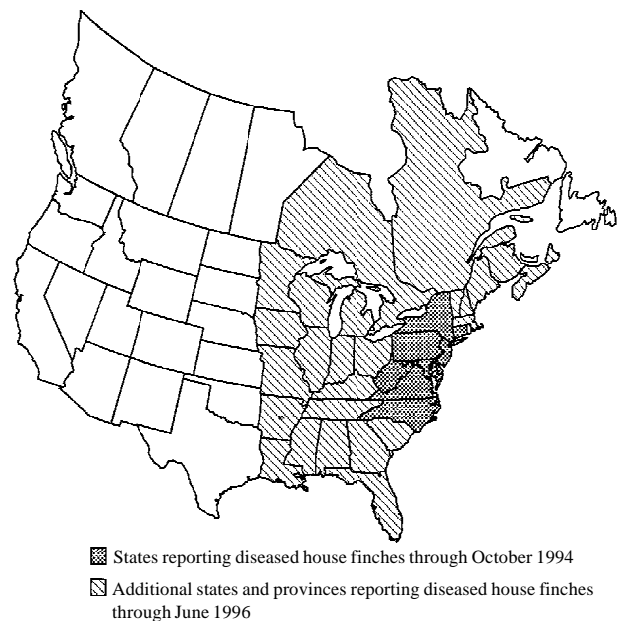 States reporting diseased house finches through October 1994
Additional states and provinces reporting diseased house finches
through June 1996